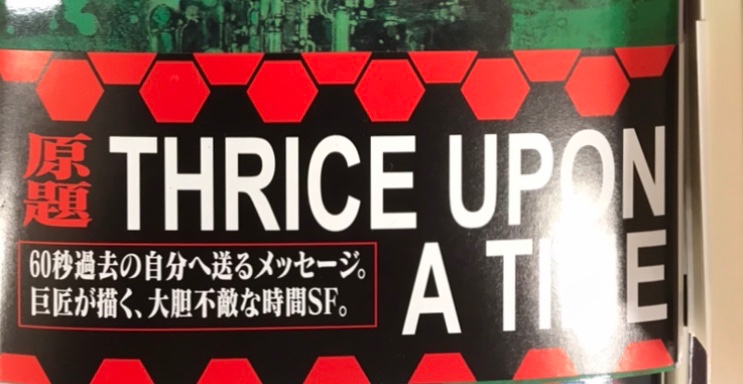 原題 THRICE UPON
A TIME
60秒過去の自分へ送るメッセージ。
巨匠が描く、大胆不敵な時間SF。